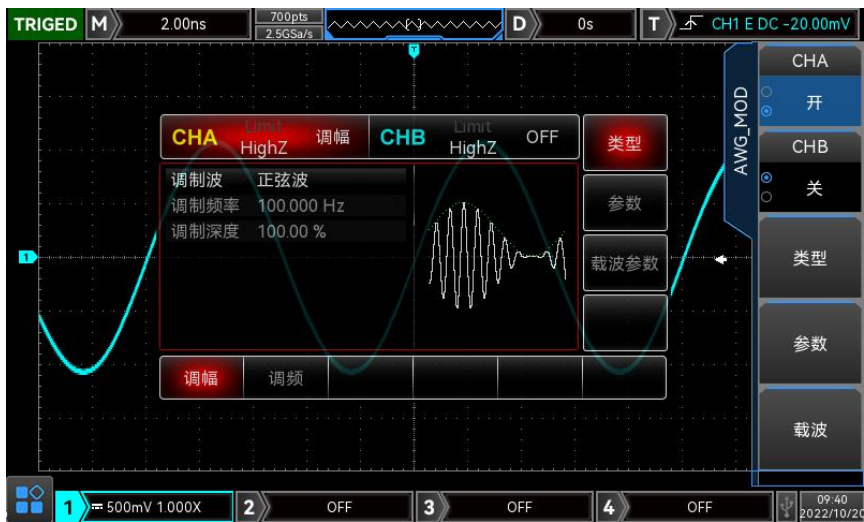 TRIGED M 2.00ns 700pts 2.5GSa/s D 0s T CH1 E DC -20.00mV
T
AWG_MOD
CHA
开
CHB
关
类型
参数
载波
CHA Limit HighZ 调幅 CHB Limit HighZ OFF 类型
调制波 正弦波
调制频率 100.000 Hz
调制深度 100.00 %
参数
载波参数
1
调幅 调频
1 500mV 1.000X 2 OFF 3 OFF 4 OFF 09:40
2022/10/20